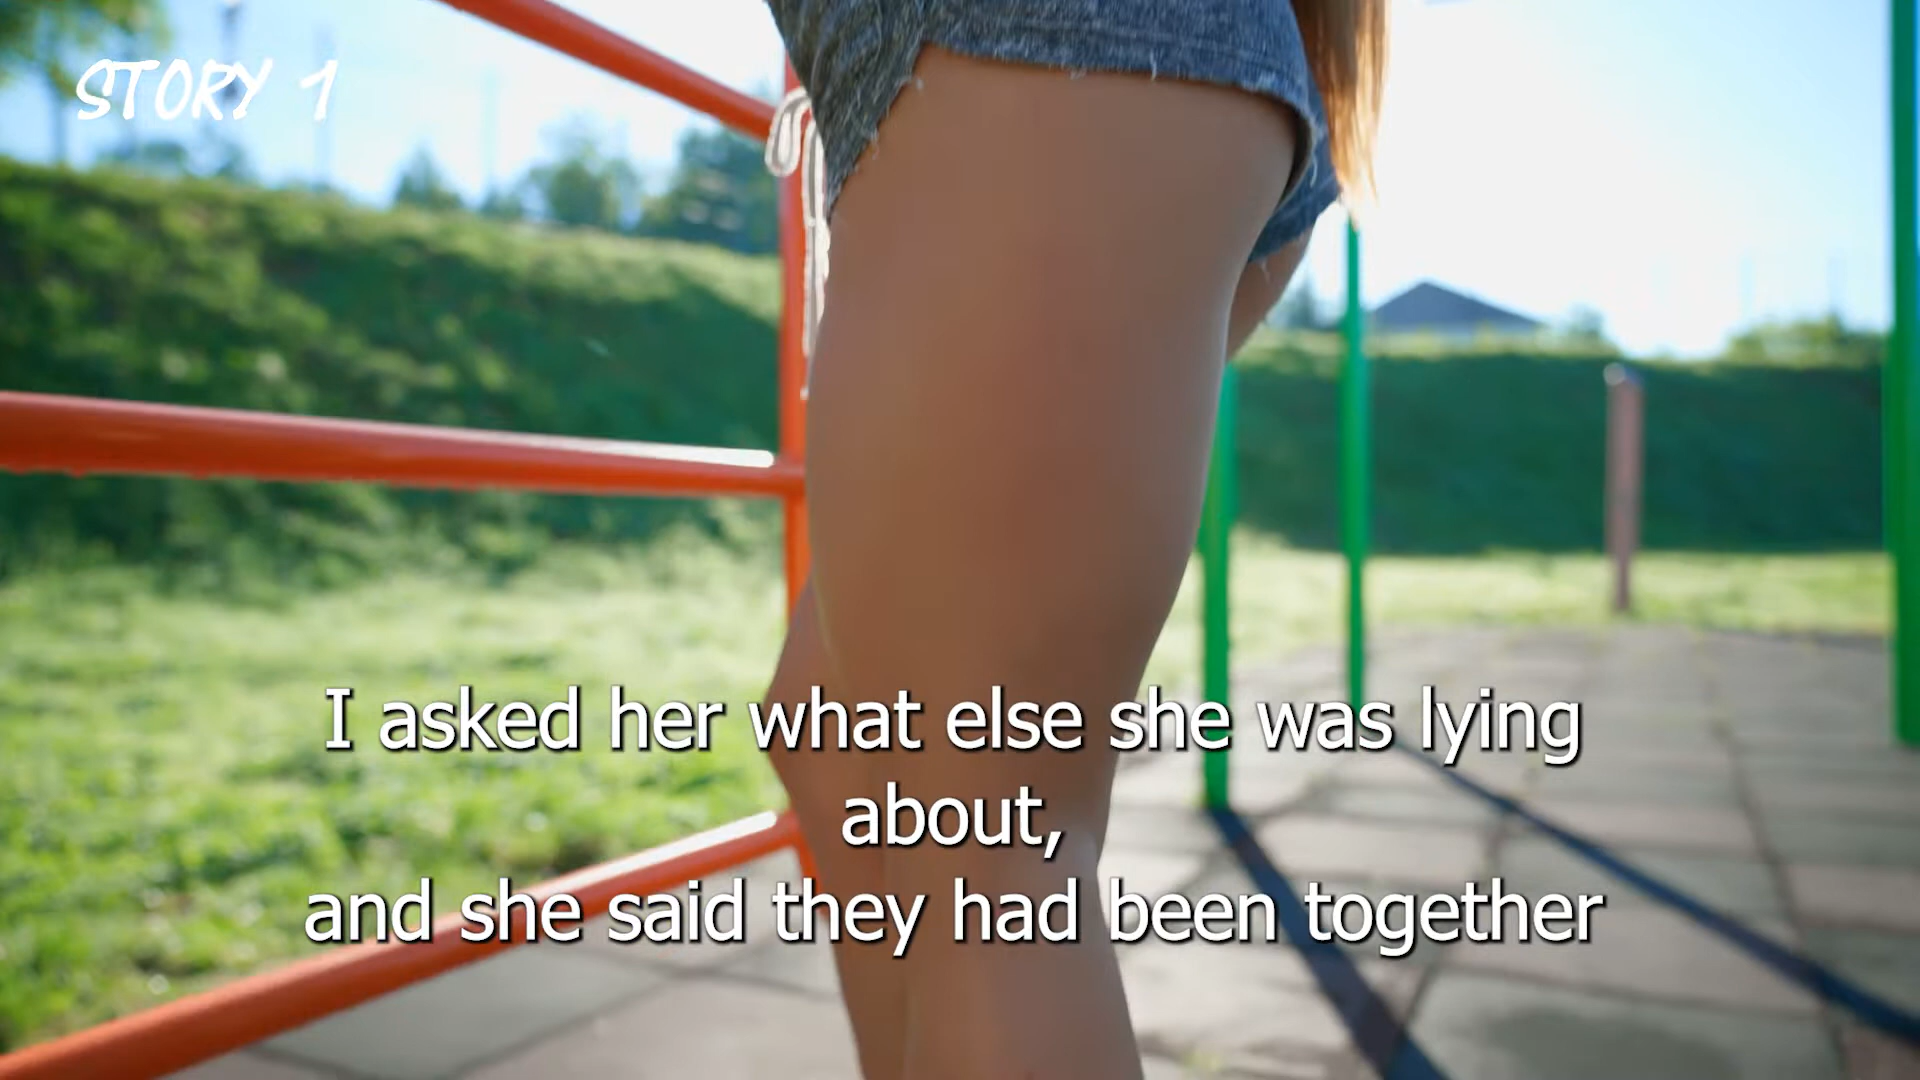 STORY 1
I asked her what else she was lying
about,
and she said they had been together